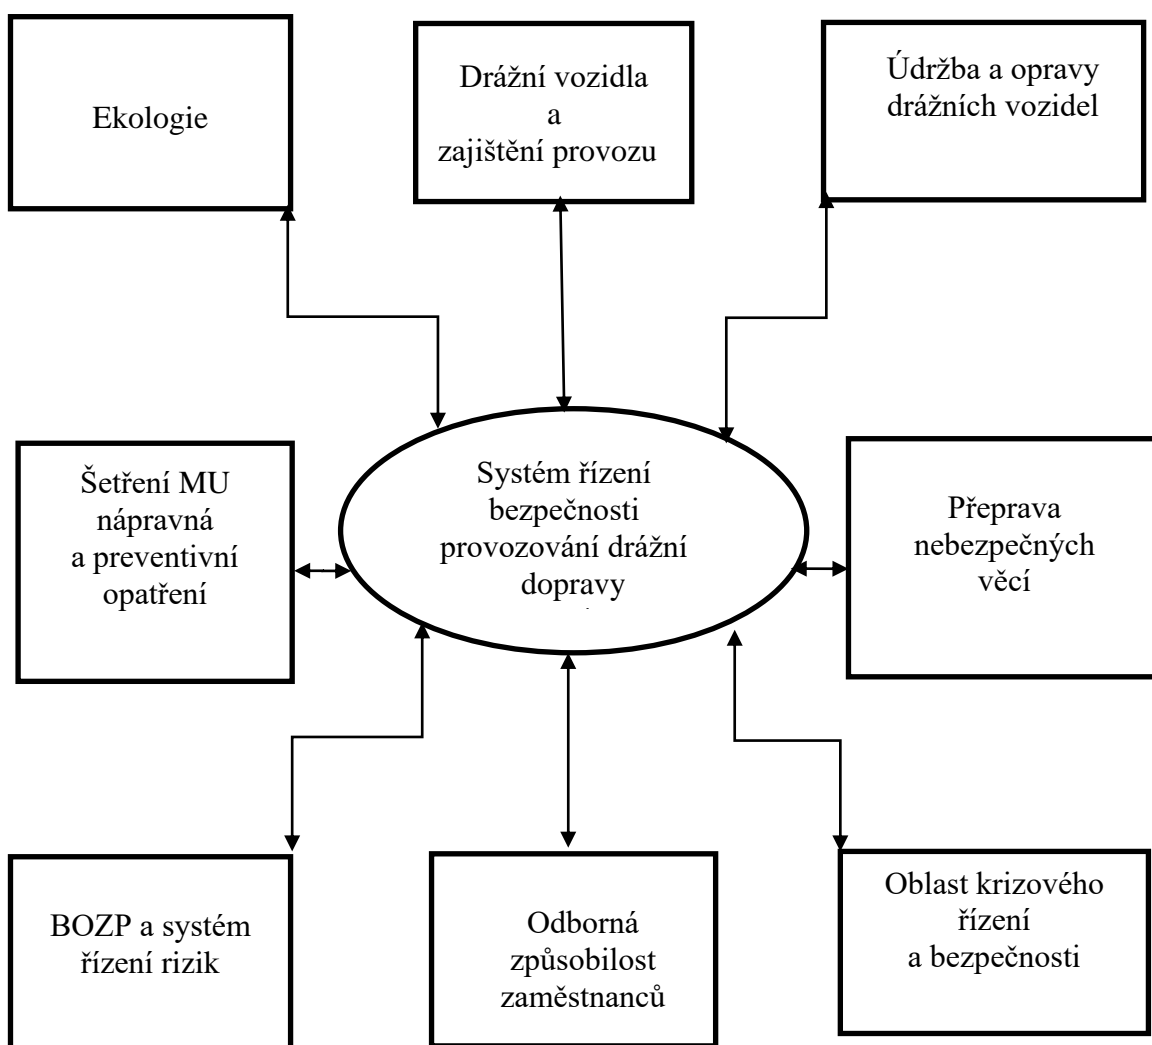 Ekologie
Drážní vozidla
a
zajištění provozu
Údržba a opravy
drážních vozidel
Šetření MU
nápravná
a preventivní
opatření
Systém řízení
bezpečnosti
provozování drážní
dopravy
Přeprava
nebezpečných
věcí
BOZP a systém
řízení rizik
Odborná
způsobilost
zaměstnanců
Oblast krizového
řízení
a bezpečnosti